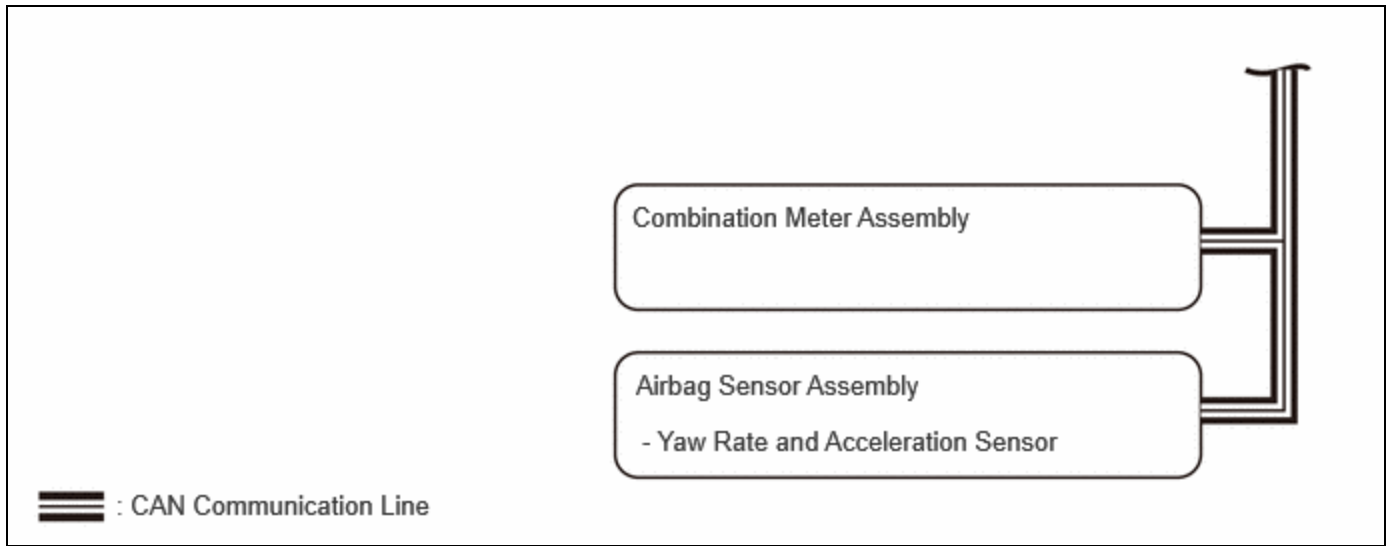 Combination Meter Assembly
Airbag Sensor Assembly
- Yaw Rate and Acceleration Sensor
: CAN Communication Line